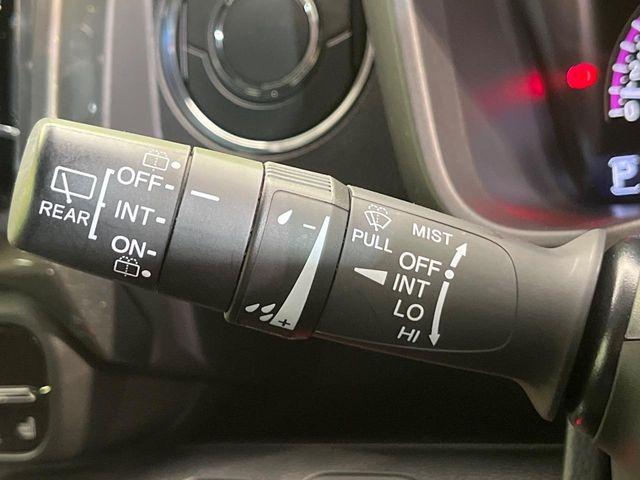 REAR
OFF
INT
ON
-
+
PULL
MIST
OFF
INT
LO
HI
P